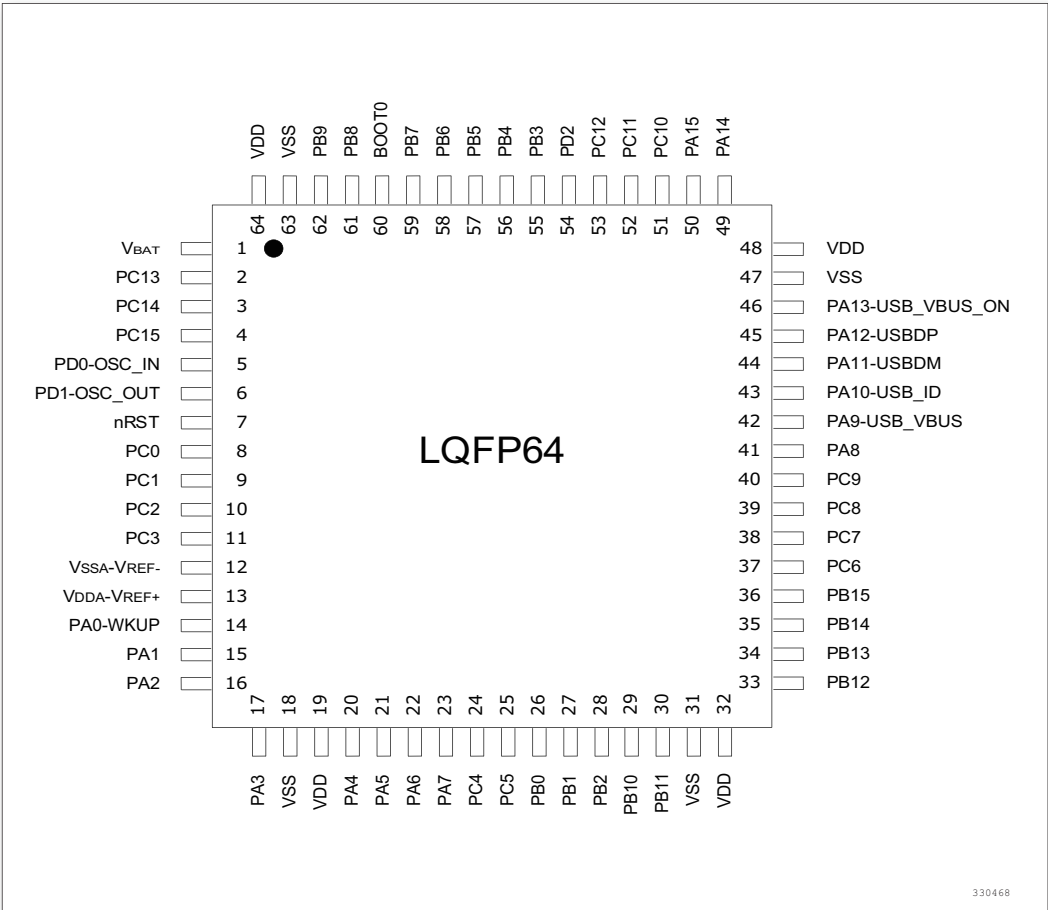 VDD VSS PB9 PB8 BOOT0 PB7 PB6 PB5 PB4 PB3 PD2 PC12 PC11 PC10 PA15 PA14
64 63 62 61 60 59 58 57 56 55 54 53 52 51 50 49
VBAT 1 48 VDD
PC13 2 47 VSS
PC14 3 46 PA13-USB_VBUS_ON
PC15 4 45 PA12-USBDP
PD0-OSC_IN 5 44 PA11-USBDM
PD1-OSC_OUT 6 43 PA10-USB_ID
nRST 7 42 PA9-USB_VBUS
PC0 8 41 PA8
LQFP64
PC1 9 40 PC9
PC2 10 39 PC8
PC3 11 38 PC7
VSSA-VREF- 12 37 PC6
VDDA-VREF+ 13 36 PB15
PA0-WKUP 14 35 PB14
PA1 15 34 PB13
PA2 16 33 PB12
17 18 19 20 21 22 23 24 25 26 27 28 29 30 31 32
PA3 VSS VDD PA4 PA5 PA6 PA7 PC4 PC5 PB0 PB1 PB2 PB10 PB11 VSS VDD
330468